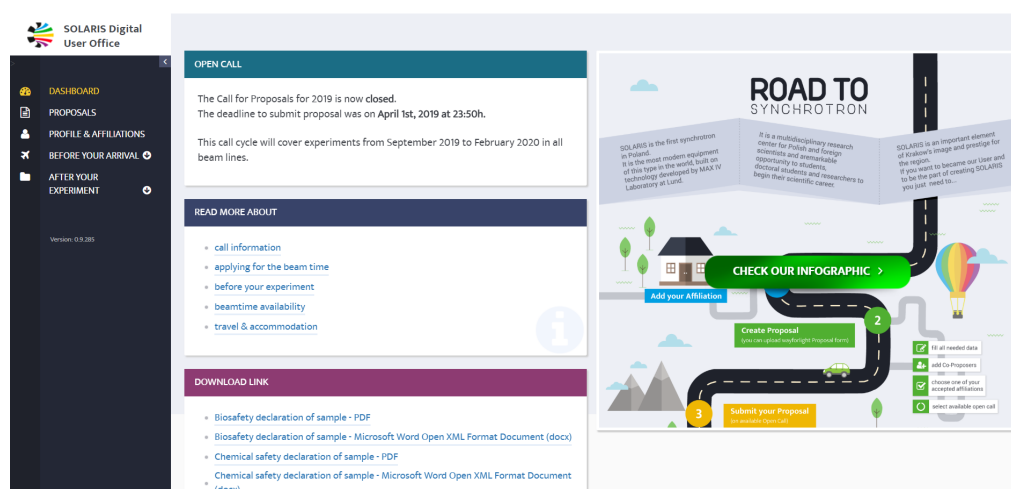 SOLARIS Digital
User Office
DASHBOARD
PROPOSALS
PROFILE & AFFILIATIONS
BEFORE YOUR ARRIVAL
AFTER YOUR
EXPERIMENT
Version: 0.9.285
OPEN CALL
The Call for Proposals for 2019 is now closed.
The deadline to submit proposal was on April 1st, 2019 at 23:50h.
This call cycle will cover experiments from September 2019 to February 2020 in all
beam lines.
READ MORE ABOUT
call information
applying for the beam time
before your experiment
beamtime availability
travel & accommodation
DOWNLOAD LINK
Biosafety declaration of sample - PDF
Biosafety declaration of sample - Microsoft Word Open XML Format Document (docx)
Chemical safety declaration of sample - PDF
Chemical safety declaration of sample - Microsoft Word Open XML Format Document
(docx)
ROAD TO
SYNCHROTRON
SOLARIS is the first synchrotron
in Poland.
It is the most modern equipment
of this type in the world, built on
technology developed by MAX IV
Laboratory at Lund.
It is a multidisciplinary research
center for Polish and foreign
scientists and aremarkable
opportunity to students,
doctoral students and researchers to
begin their scientific career.
SOLARIS is an important element
of Krakow's image and prestige for
the region.
If you want to became our User and
to be the part of creating SOLARIS
you just need to...
CHECK OUR INFOGRAPHIC >
Add your Affiliation
2
Create Proposal
(you can upload wayforlight Proposal form)
fill all needed data
add Co-Proposers
choose one of your
accepted affiliations
select available open call
3
Submit your Proposal
(on available Open Call)